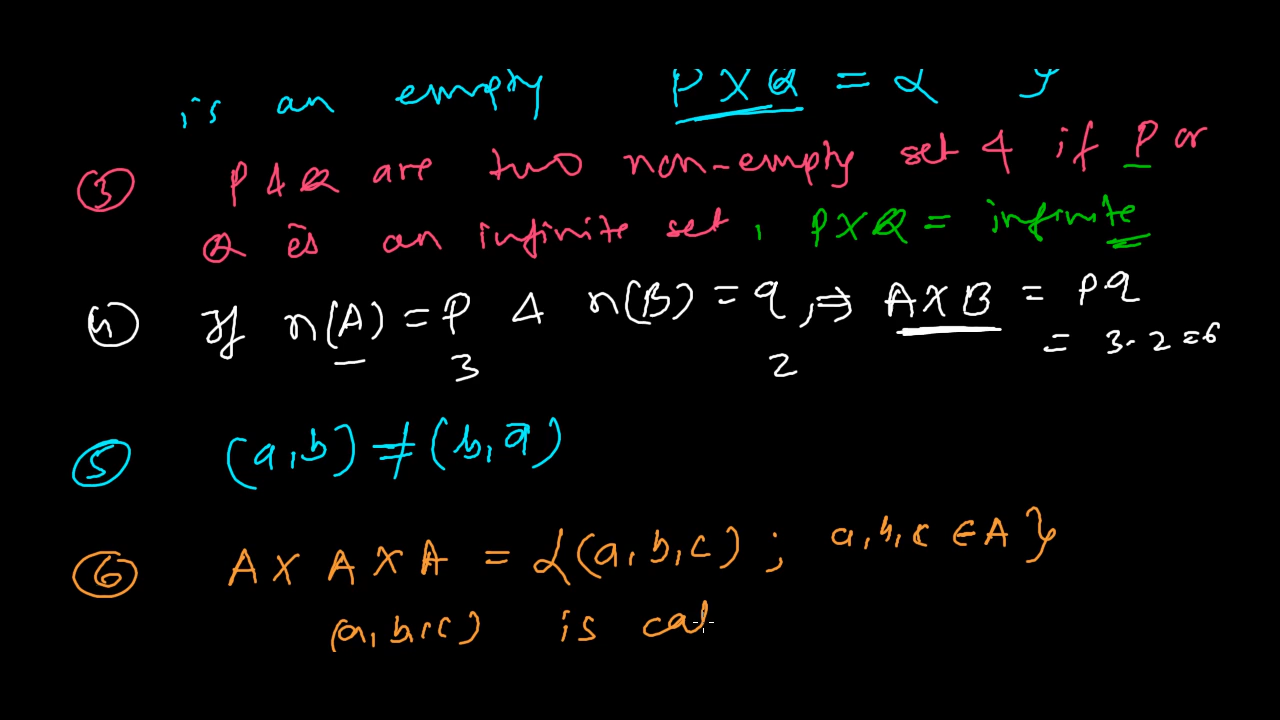 is an empty P X Q = { }
③ P & Q are two non-empty set & if P or
Q is an infinite set, P X Q = infinite
④ If n(A) = P & n(B) = q, ⇒ A X B = pq
3 2 = 3·2=6
⑤ (a,b) ≠ (b,a)
⑥ A X A X A = {(a,b,c) ; a,b,c ∈ A}
(a,b,c) is cal